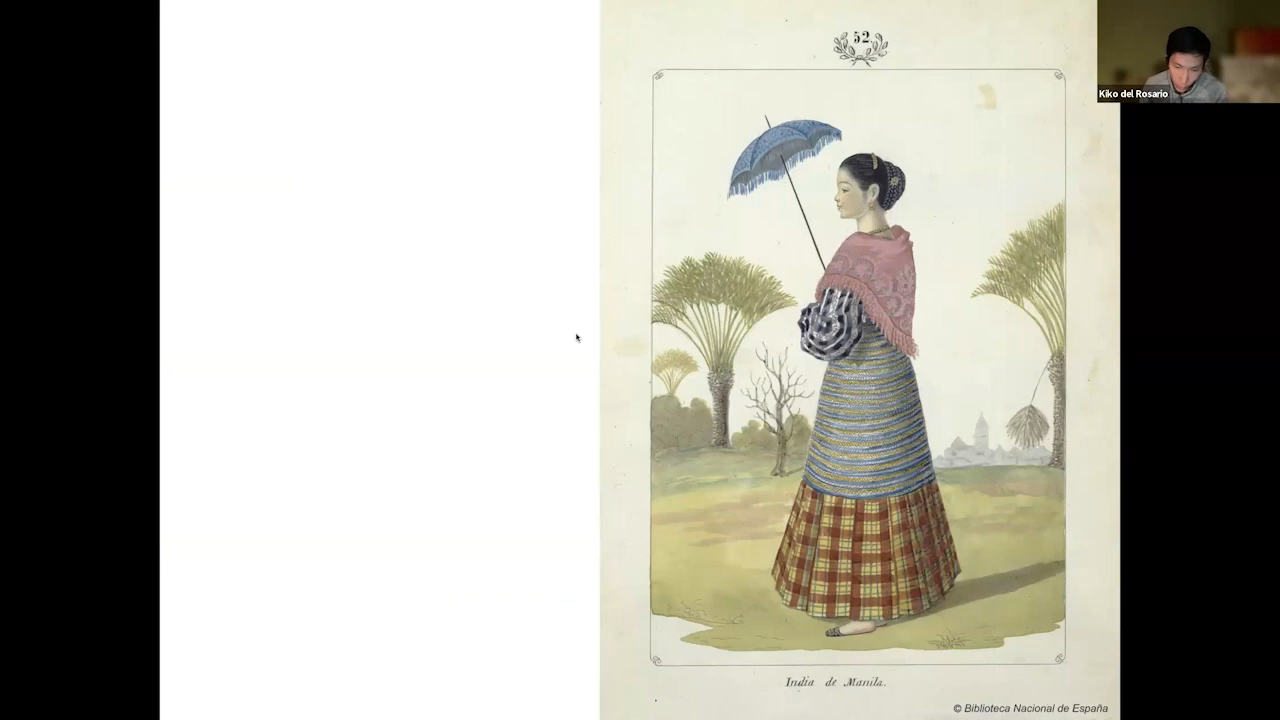 52.
Kiko del Rosario
India de Manila.
© Biblioteca Nacional de España